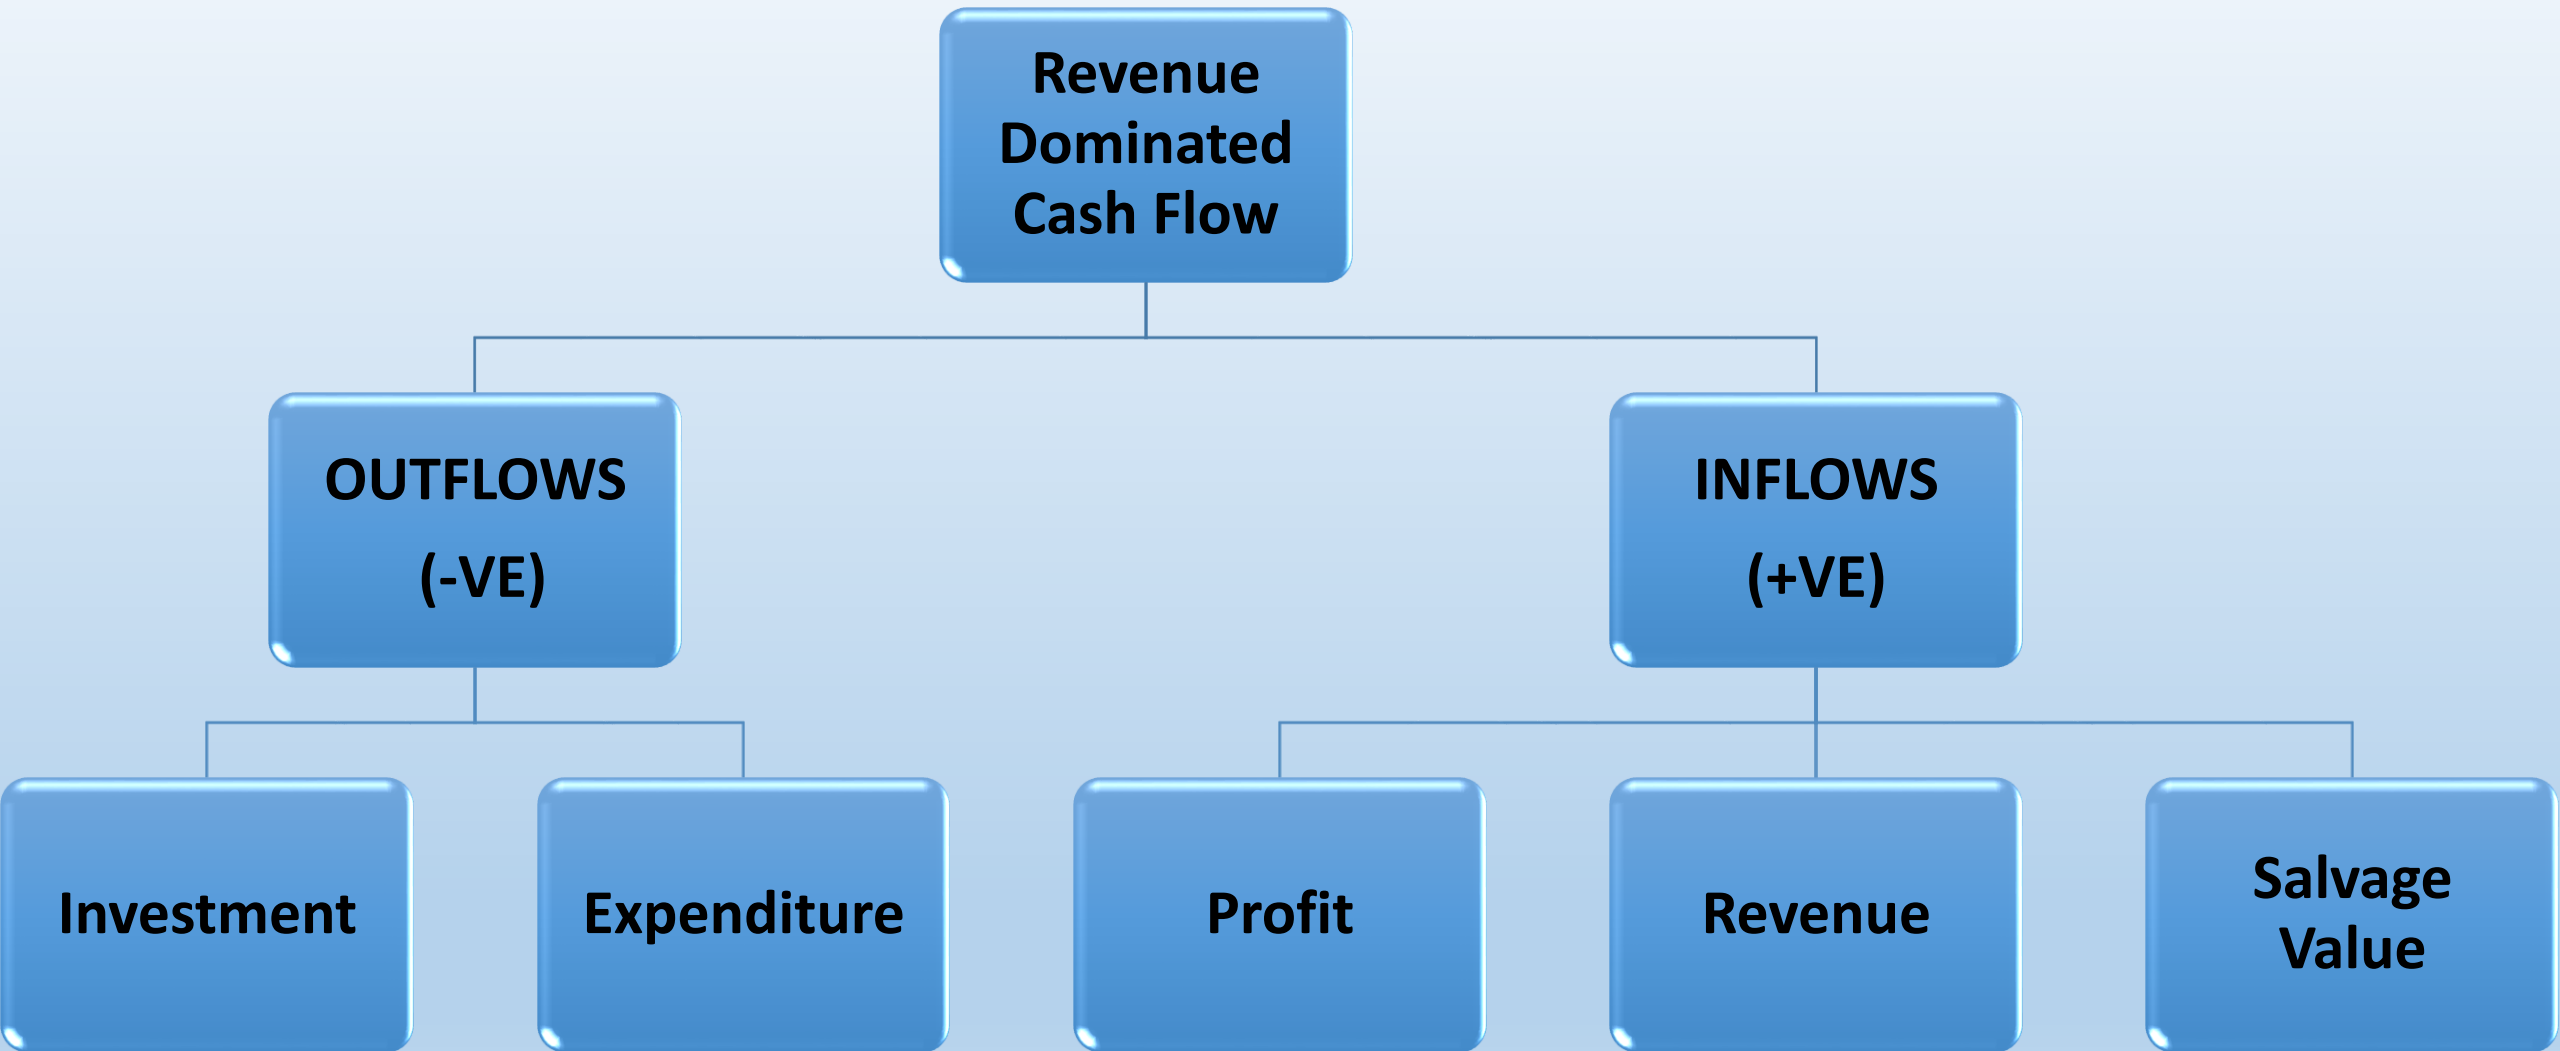 Revenue
Dominated
Cash Flow
OUTFLOWS
(-VE)
INFLOWS
(+VE)
Investment
Expenditure
Profit
Revenue
Salvage
Value